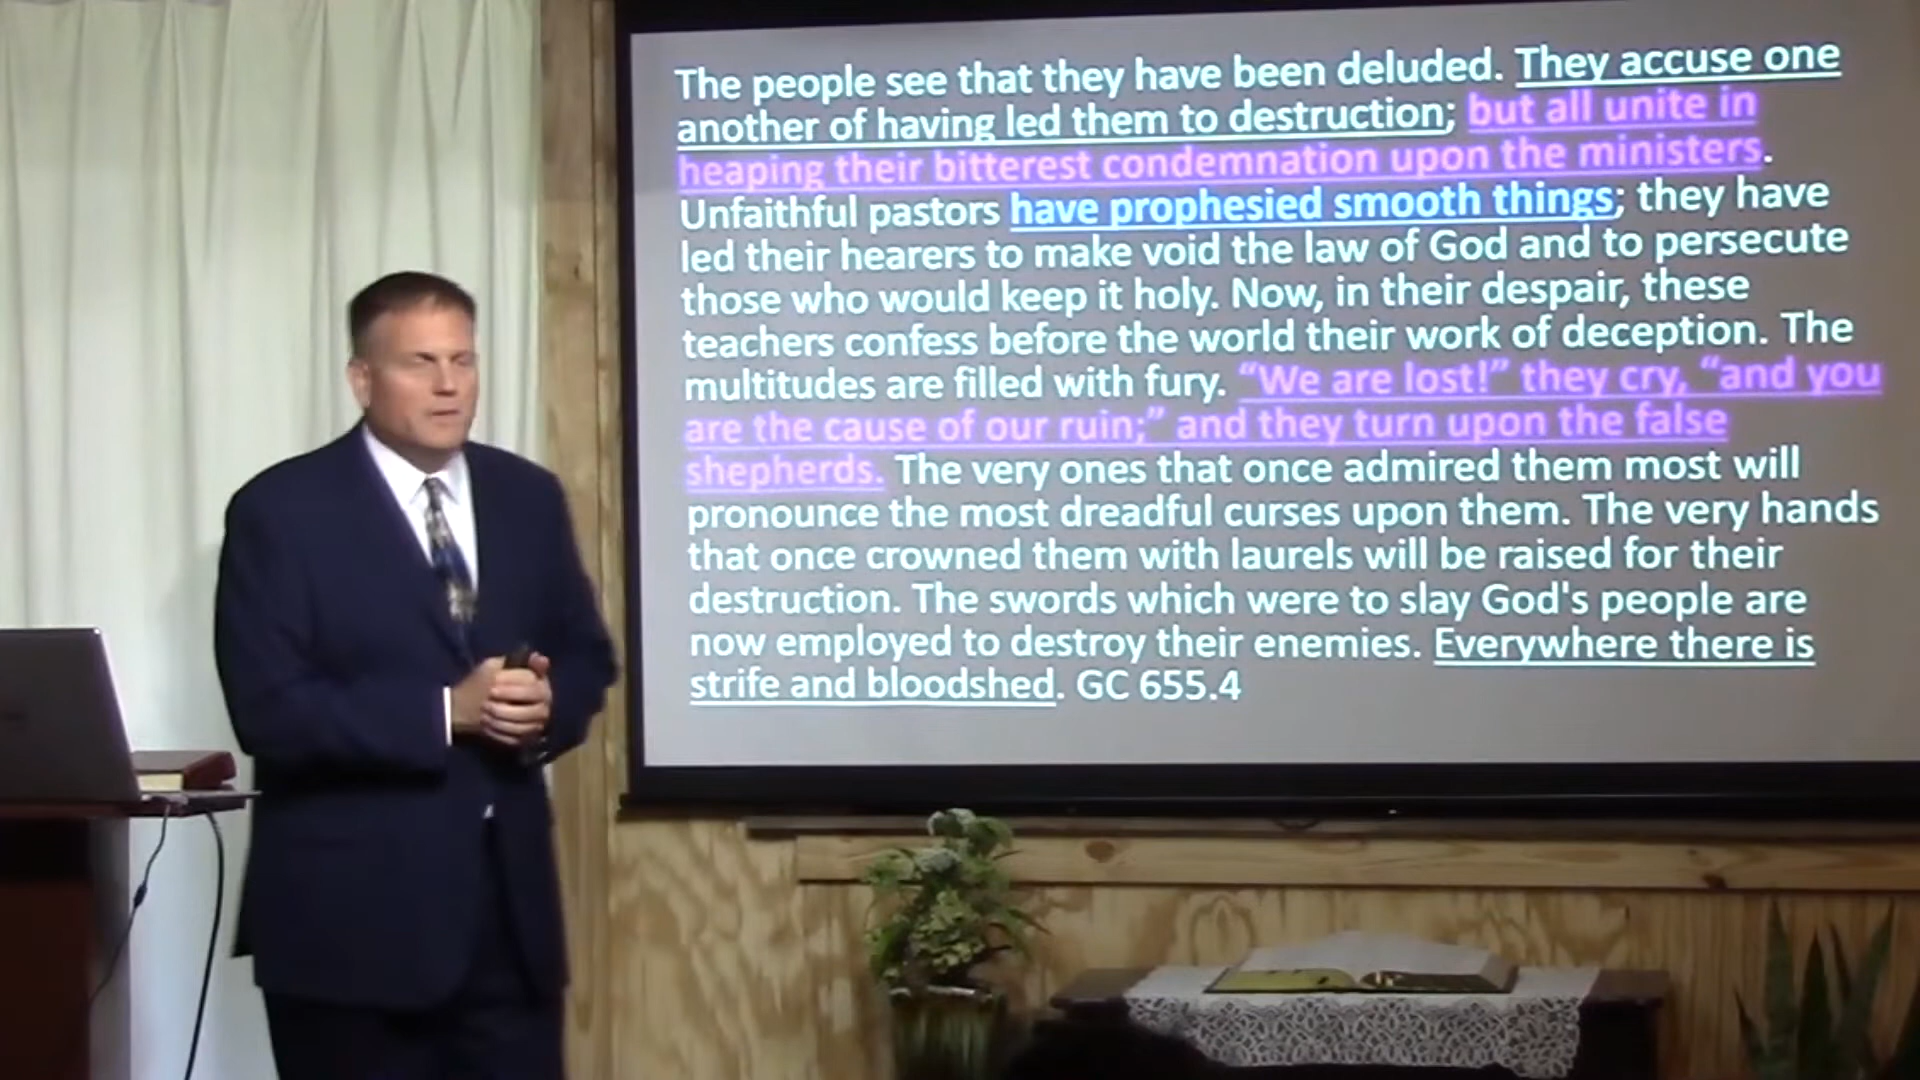 The people see that they have been deluded. They accuse one
another of having led them to destruction; but all unite in
heaping their bitterest condemnation upon the ministers.
Unfaithful pastors have prophesied smooth things; they have
led their hearers to make void the law of God and to persecute
those who would keep it holy. Now, in their despair, these
teachers confess before the world their work of deception. The
multitudes are filled with fury. “We are lost!” they cry, “and you
are the cause of our ruin;” and they turn upon the false
shepherds. The very ones that once admired them most will
pronounce the most dreadful curses upon them. The very hands
that once crowned them with laurels will be raised for their
destruction. The swords which were to slay God's people are
now employed to destroy their enemies. Everywhere there is
strife and bloodshed. GC 655.4